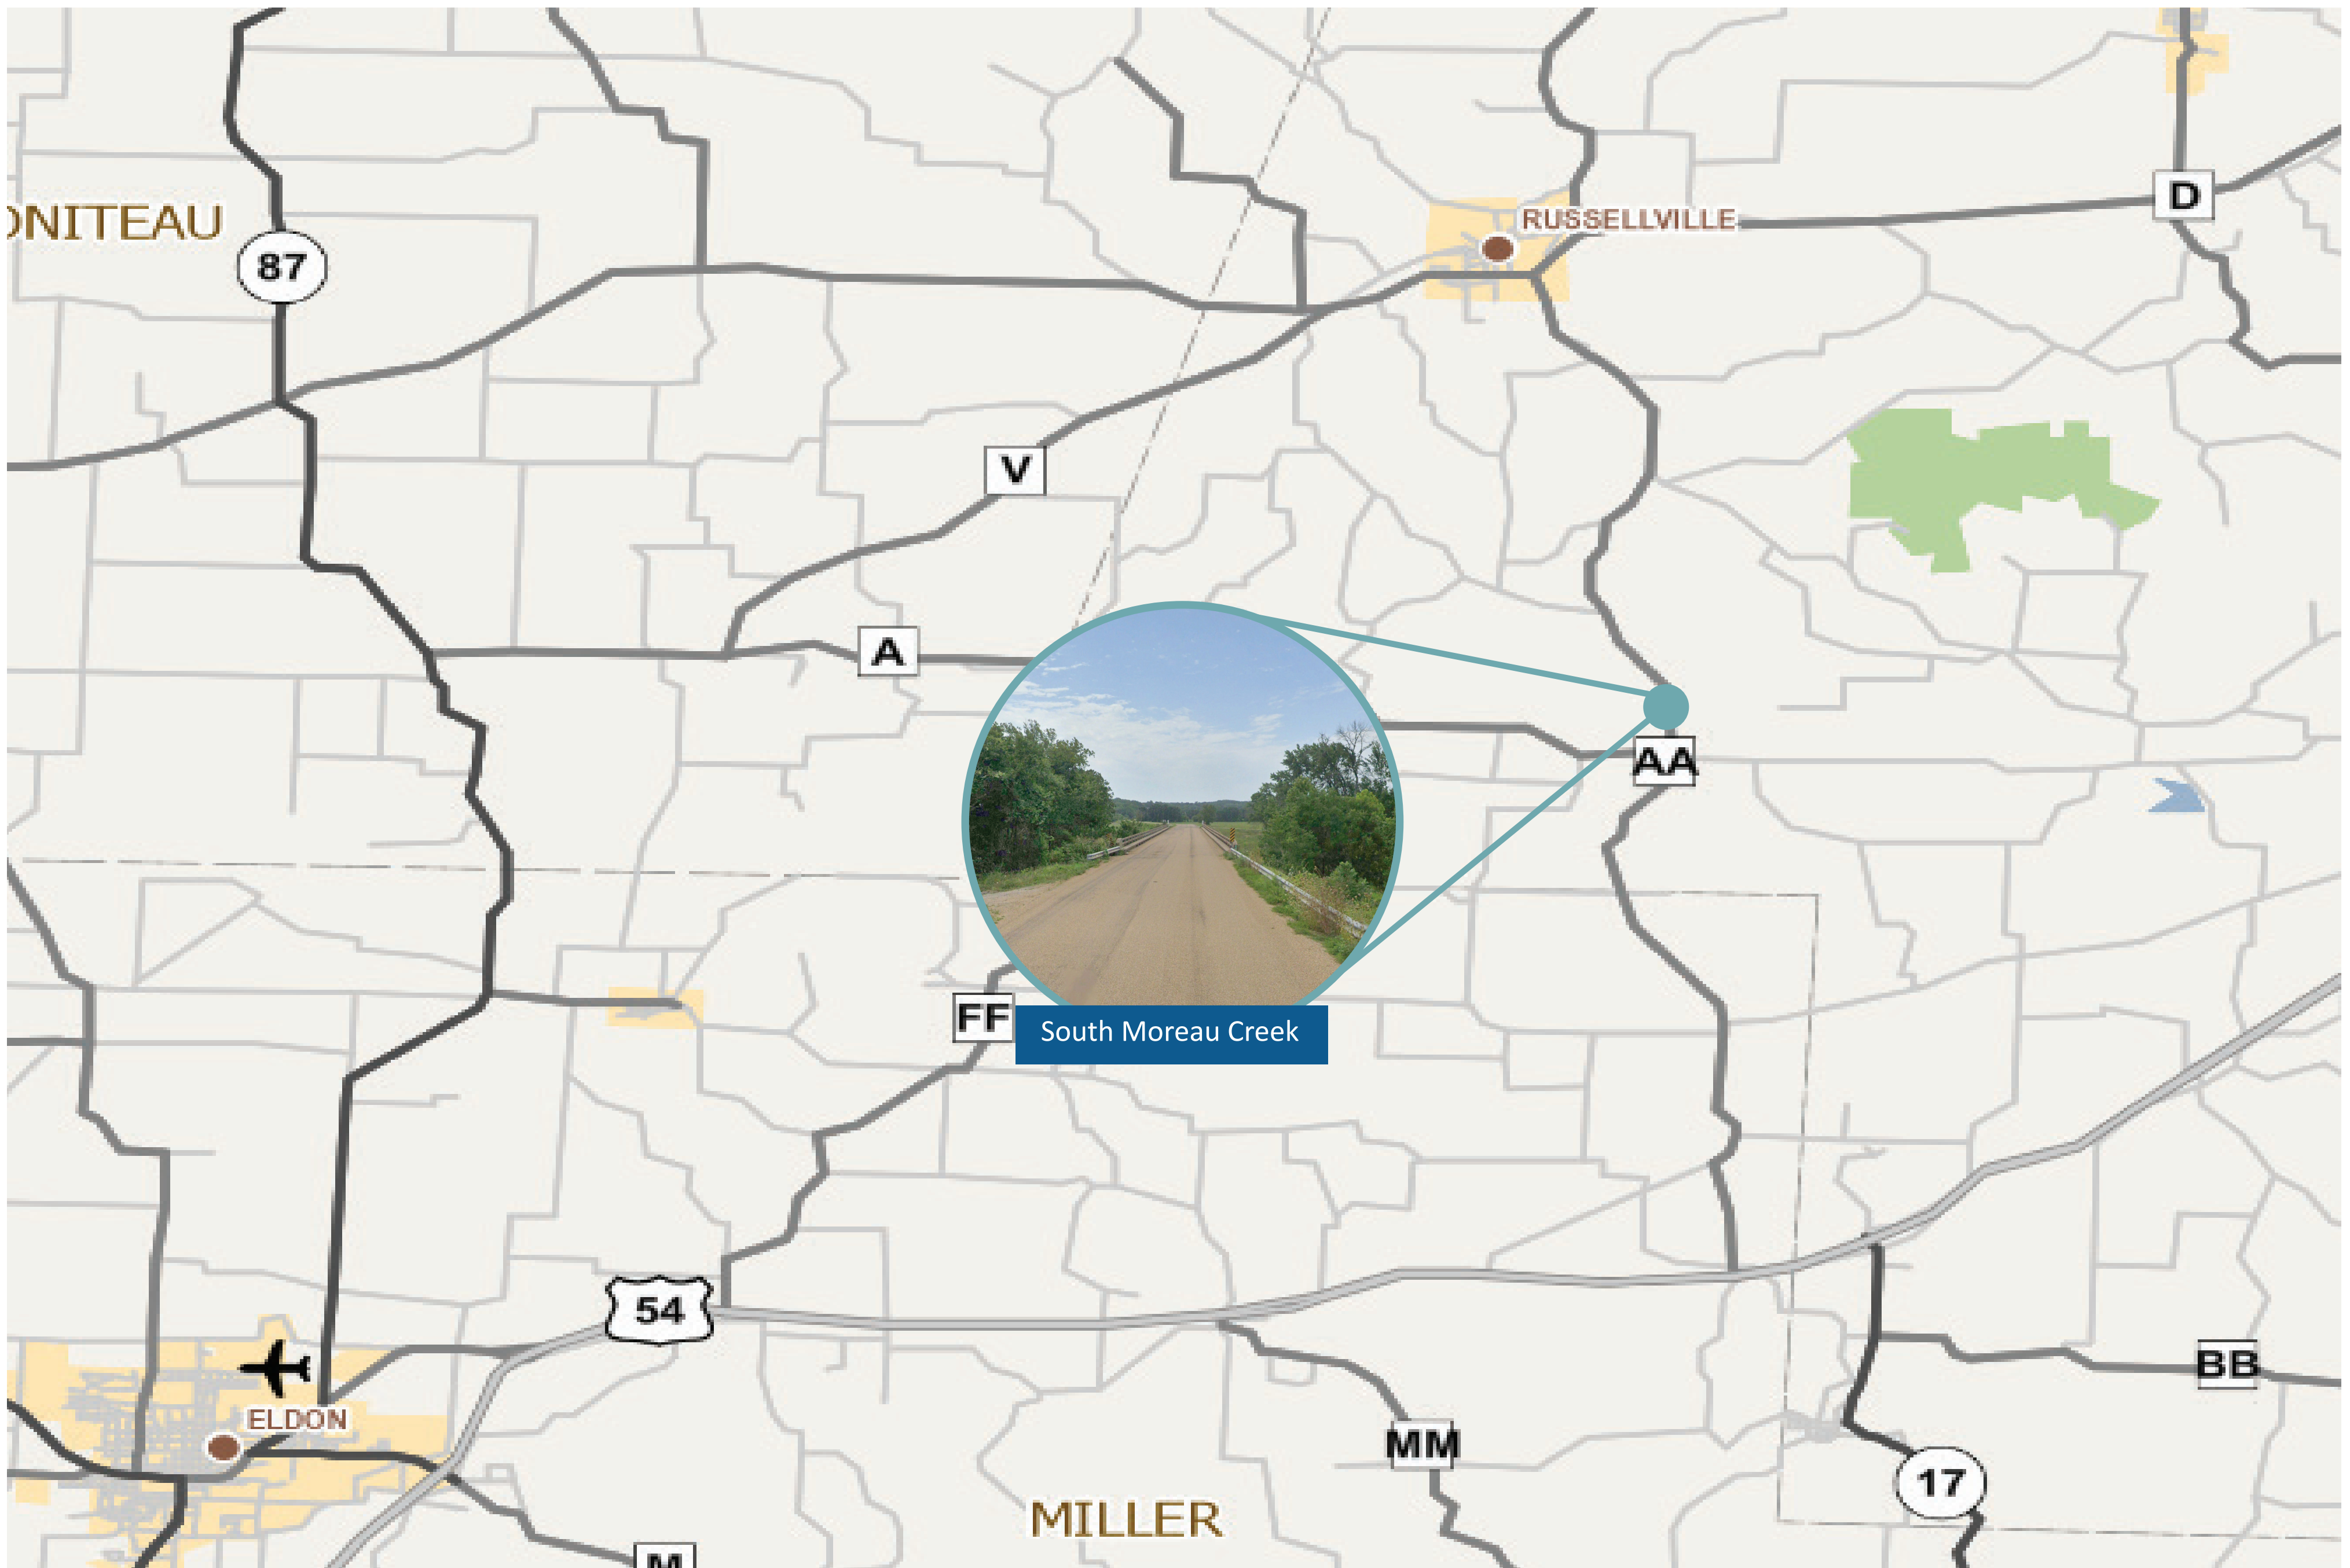 ONITEAU
87
RUSSELLVILLE
D
V
A
AA
FF
South Moreau Creek
54
ELDON
BB
MM
17
MILLER
M